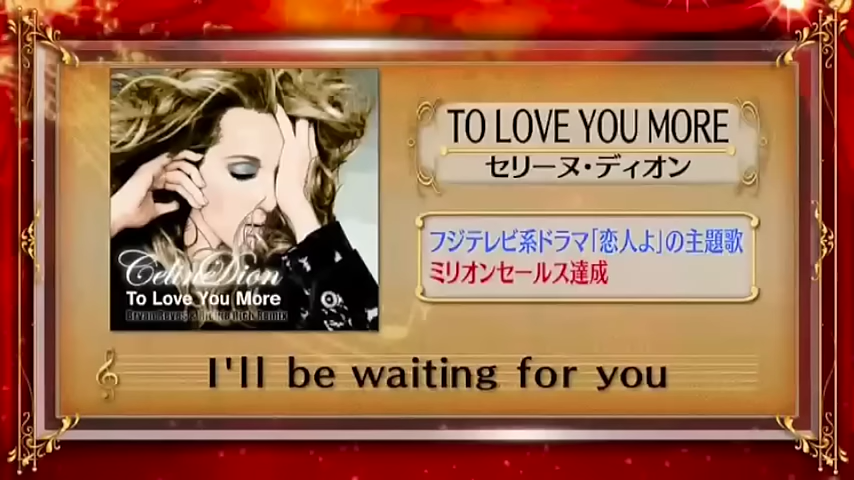 TO LOVE YOU MORE
セリーヌ・ディオン
フジテレビ系ドラマ「恋人よ」の主題歌
ミリオンセールス達成
Celine Dion
To Love You More
I'll be waiting for you